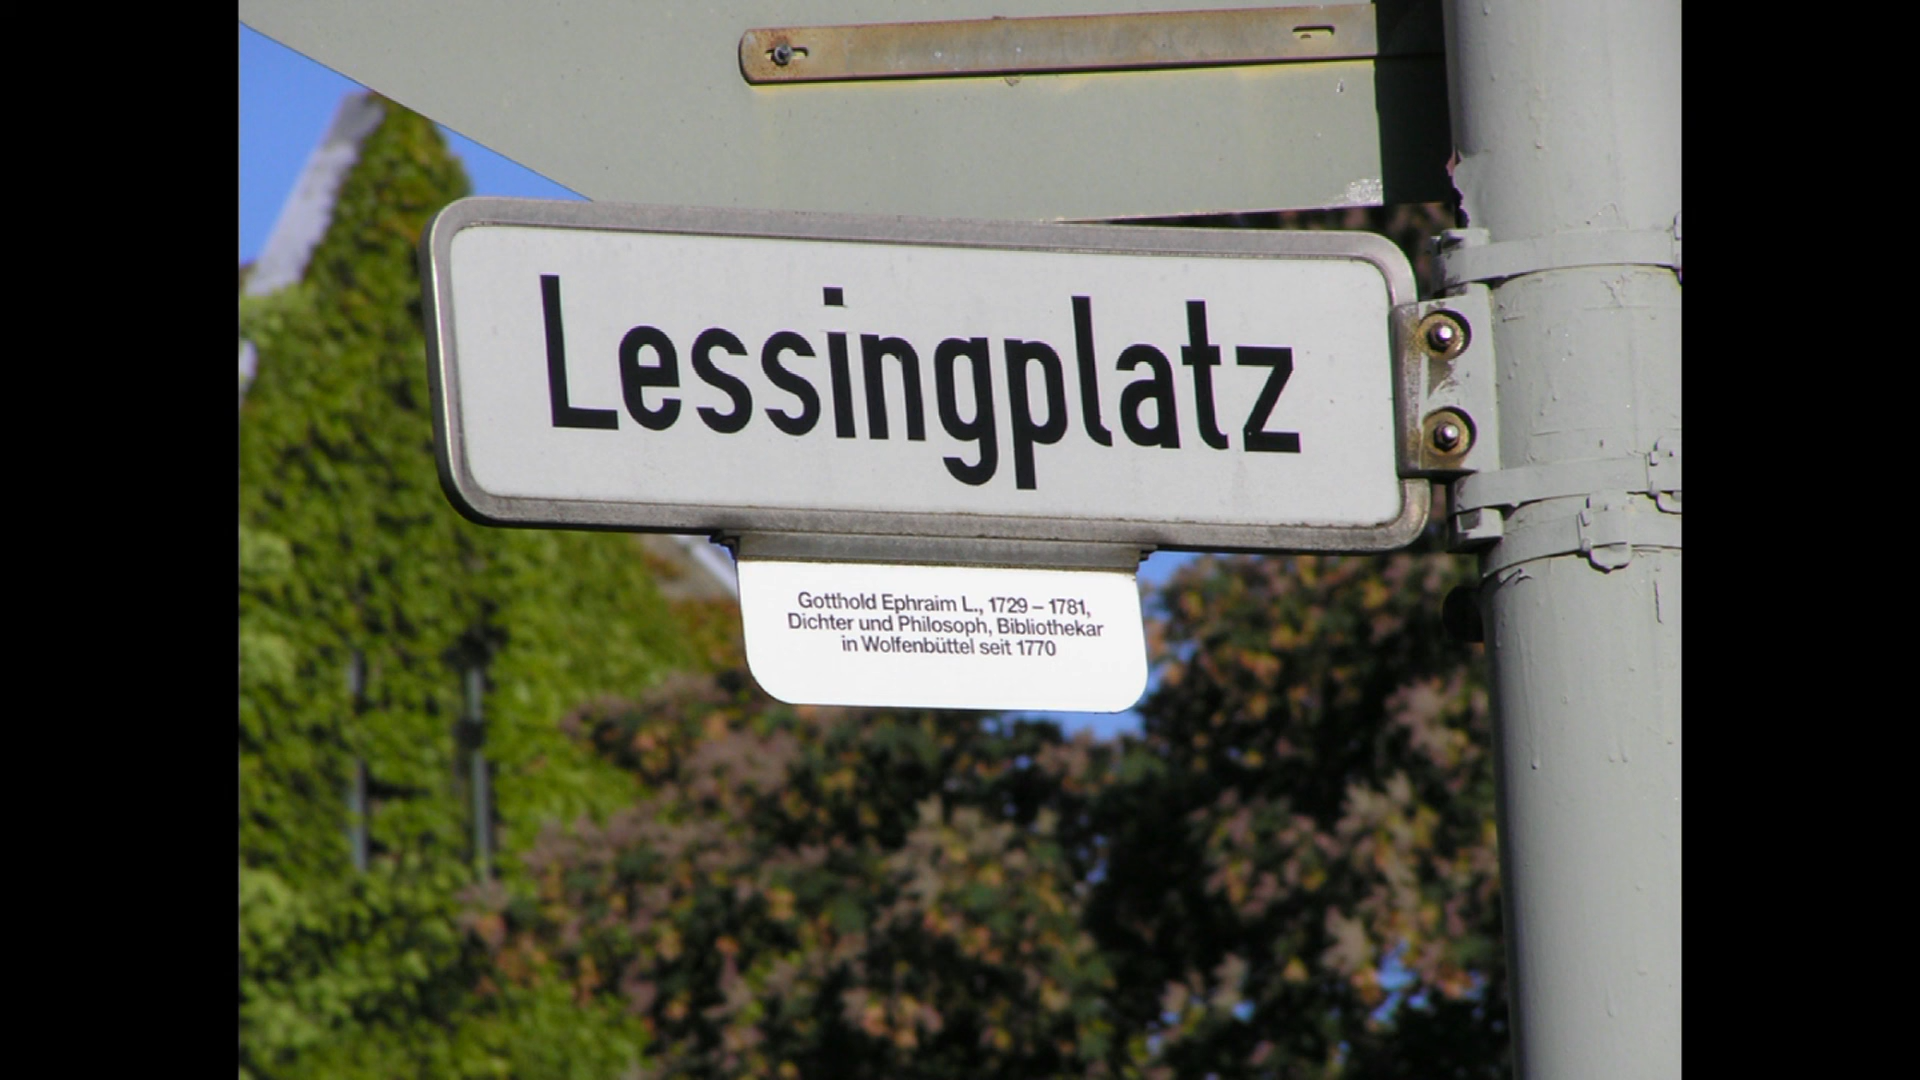 Lessingplatz
Gotthold Ephraim L., 1729 – 1781,
Dichter und Philosoph, Bibliothekar
in Wolfenbüttel seit 1770